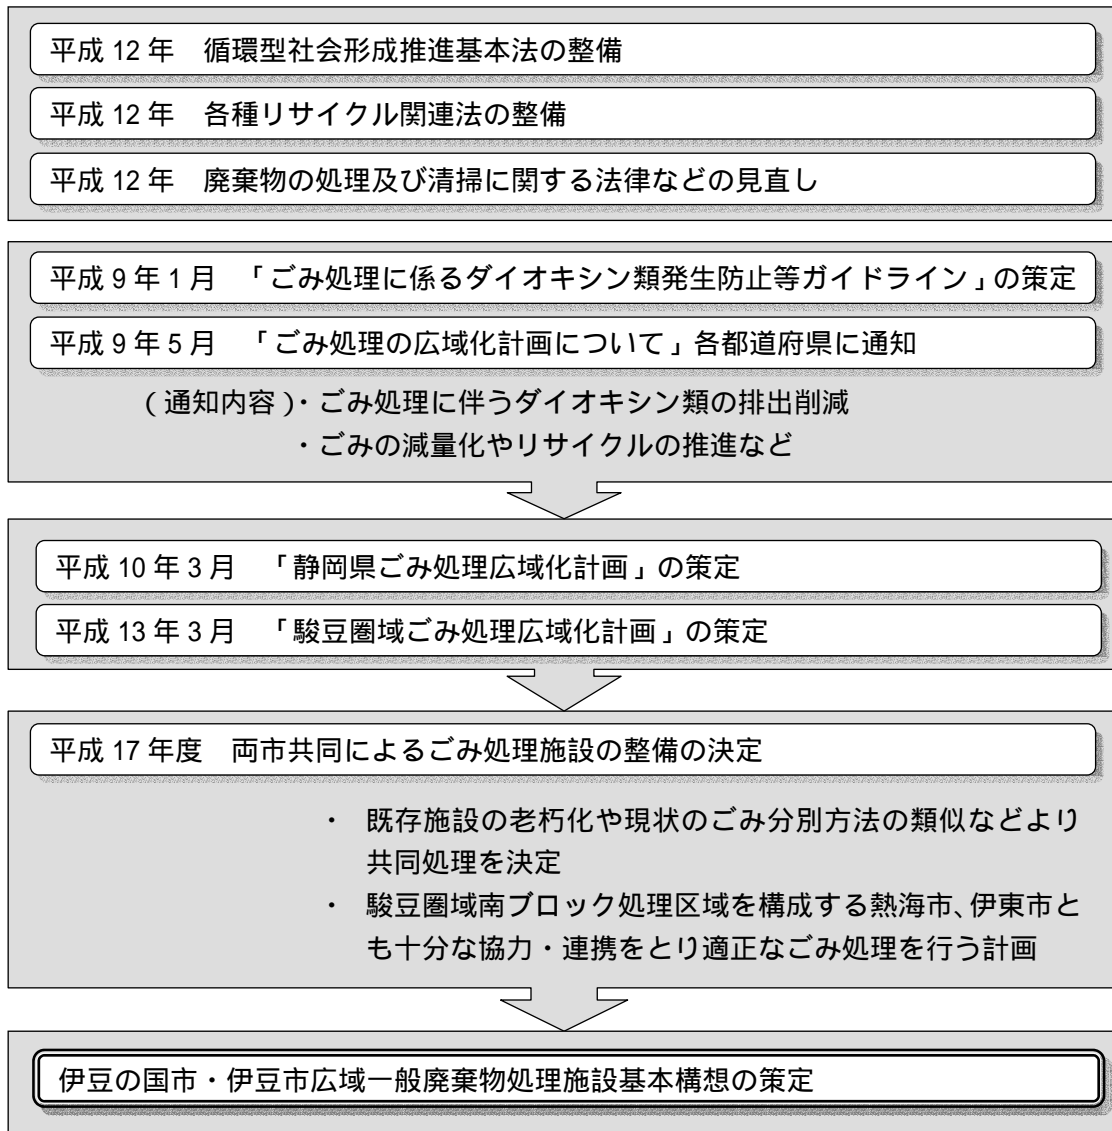 平成 12 年　循環型社会形成推進基本法の整備
平成 12 年　各種リサイクル関連法の整備
平成 12 年　廃棄物の処理及び清掃に関する法律などの見直し
平成 9 年 1 月　「ごみ処理に係るダイオキシン類発生防止等ガイドライン」の策定
平成 9 年 5 月　「ごみ処理の広域化計画について」各都道府県に通知
(通知内容)・ごみ処理に伴うダイオキシン類の排出削減
・ごみの減量化やリサイクルの推進など
平成 10 年 3 月　「静岡県ごみ処理広域化計画」の策定
平成 13 年 3 月　「駿豆圏域ごみ処理広域化計画」の策定
平成 17 年度　両市共同によるごみ処理施設の整備の決定
・　既存施設の老朽化や現状のごみ分別方法の類似などより
共同処理を決定
・　駿豆圏域南ブロック処理区域を構成する熱海市、伊東市と
も十分な協力・連携をとり適正なごみ処理を行う計画
伊豆の国市・伊豆市広域一般廃棄物処理施設基本構想の策定